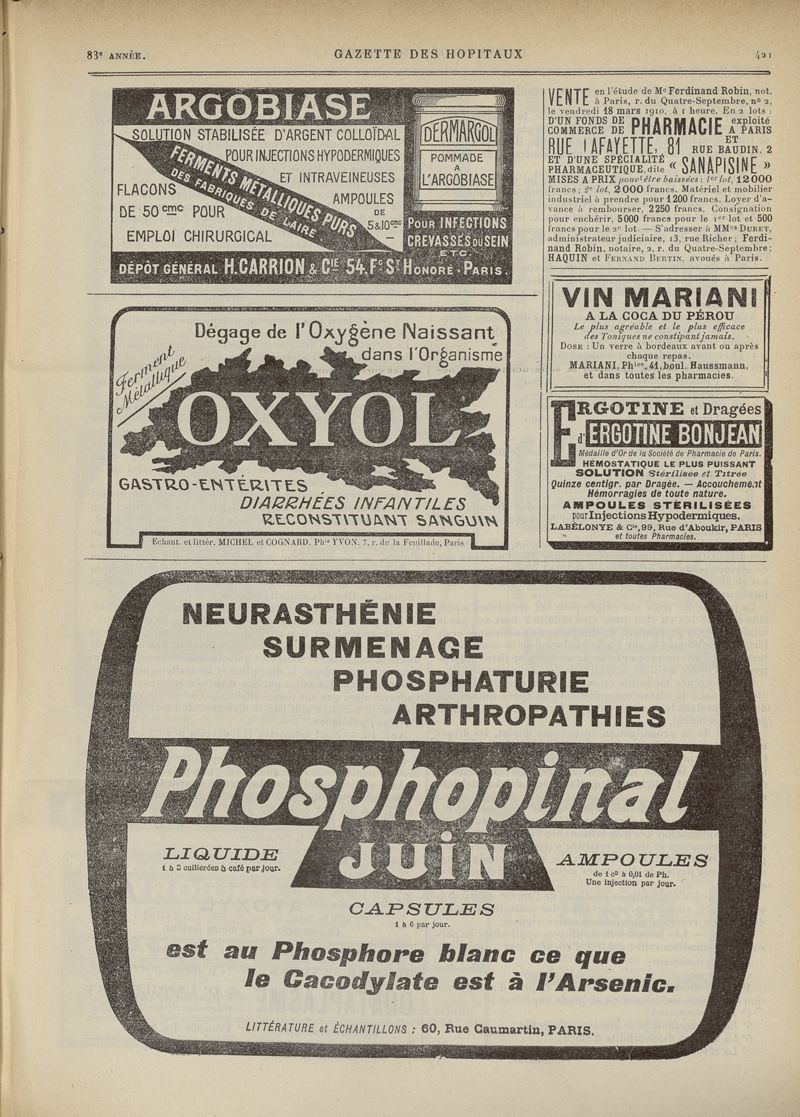 83e ANNÉE.
GAZETTE DES HOPITAUX
421
ARGOBIASE
SOLUTION STABILISÉE D'ARGENT COLLOÏDAL
POUR INJECTIONS HYPODERMIQUES
ET INTRAVEINEUSES
FERMENTS MÉTALLIQUES PURS
DES FABRIQUES DE LAIRE
FLACONS
DE 50 cmc POUR
EMPLOI CHIRURGICAL
AMPOULES
DE
5&10cmc
DERMARGOL
POMMADE
A
L'ARGOBIASE
POUR INFECTIONS
CREVASSES DU SEIN
ETC.
DÉPÔT GÉNÉRAL H.CARRION & CIE 54, Fg ST HONORÉ • PARIS.
Ferment
Métallique
Dégage de l'Oxygène Naissant
dans l'Organisme
OXYOL
GASTRO-ENTÉRITES
DIARRHÉES INFANTILES
RECONSTITUANT SANGUIN
Echant. et littér. MICHEL et COGNARD. Phie YVON. 7, r. de la Feuillade, Paris
VENTE en l'étude de Me Ferdinand Robin, not.
à Paris, r. du Quatre-Septembre, no 2,
le vendredi 18 mars 1910, à 1 heure. En 2 lots :
D'UN FONDS DE
COMMERCE DE PHARMACIE exploité
A PARIS
RUE LAFAYETTE, 81 ET
RUE BAUDIN. 2
ET D'UNE SPÉCIALITÉ
PHARMACEUTIQUE. dite « SANAPISINE »
MISES A PRIX pouvt être baissées : 1er lot, 12000
francs ; 2e lot, 2000 francs. Matériel et mobilier
industriel à prendre pour 1200 francs. Loyer d'a-
vance à rembourser, 2250 francs. Consignation
pour enchérir, 5000 francs pour le 1er lot et 500
francs pour le 2e lot — S'adresser à MMes DURET,
administrateur judiciaire, 13, rue Richer ; Ferdi-
nand Robin, notaire, 2, r. du Quatre-Septembre ;
HAQUIN et FERNAND BERTIN, avoués à Paris.
VIN MARIANI
A LA COCA DU PÉROU
Le plus agréable et le plus efficace
des Toniques ne constipant jamais.
DOSE : Un verre à bordeaux avant ou après
chaque repas.
MARIANI, Phien, 41, boul. Haussmann,
et dans toutes les pharmacies.
ERGOTINE et Dragées
d'ERGOTINE BONJEAN
Médaille d'Or de la Société de Pharmacie de Paris.
HÉMOSTATIQUE LE PLUS PUISSANT
SOLUTION Stérilisée et Titrée
Quinze centigr. par Dragée. — Accouchement
Hémorragies de toute nature.
AMPOULES STÉRILISÉES
pour Injections Hypodermiques.
LABÉLONYE & Cie, 99, Rue d'Aboukir, PARIS
et toutes Pharmacies.
NEURASTHÉNIE
SURMENAGE
PHOSPHATURIE
ARTHROPATHIES
Phosphopinal
JUIN
LIQUIDE
1 à 3 cuillerées à café par jour.
AMPOULES
de 1 cc à 0,01 de Ph.
Une injection par jour.
CAPSULES
1 à 6 par jour.
est au Phosphore blanc ce que
le Cacodylate est à l'Arsenic.
LITTÉRATURE et ÉCHANTILLONS : 60, Rue Caumartin, PARIS.